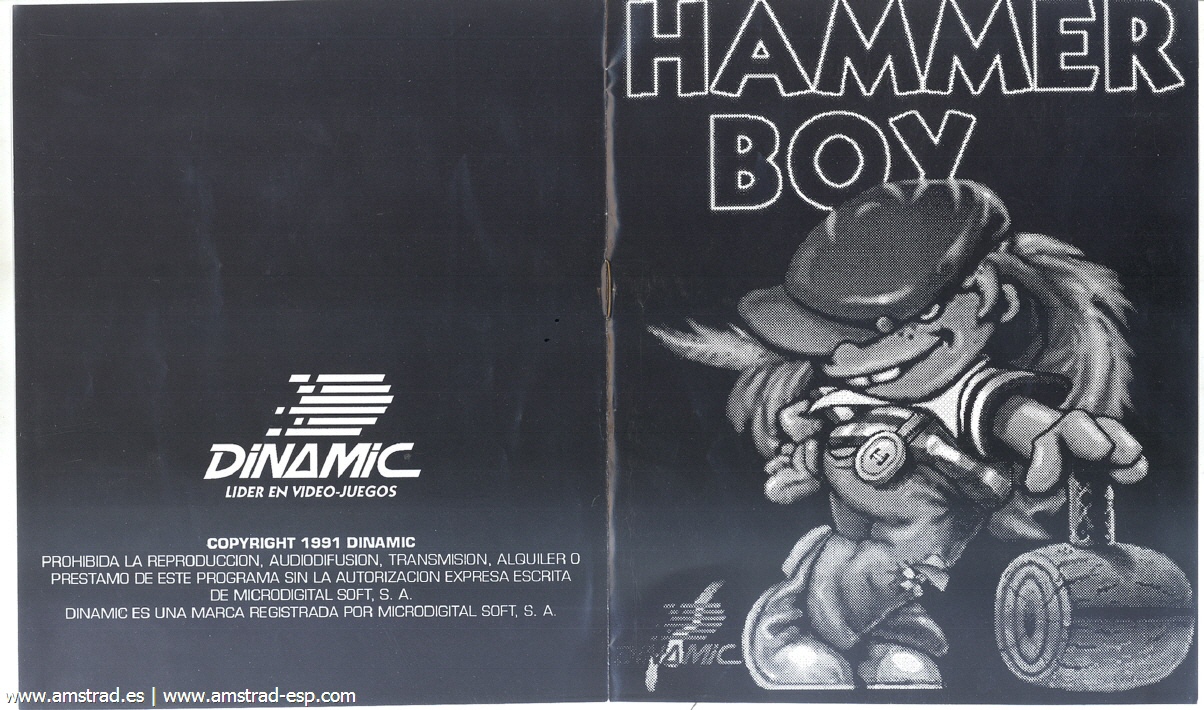 DINAMIC
LIDER EN VIDEO-JUEGOS
COPYRIGHT 1991 DINAMIC
PROHIBIDA LA REPRODUCCION, AUDIODIFUSION, TRANSMISION, ALQUILER O
PRESTAMO DE ESTE PROGRAMA SIN LA AUTORIZACION EXPRESA ESCRITA
DE MICRODIGITAL SOFT, S. A.
DINAMIC ES UNA MARCA REGISTRADA POR MICRODIGITAL SOFT, S. A.
www.amstrad.es | www.amstrad-esp.com
HAMMER
BOY
H
DINAMIC